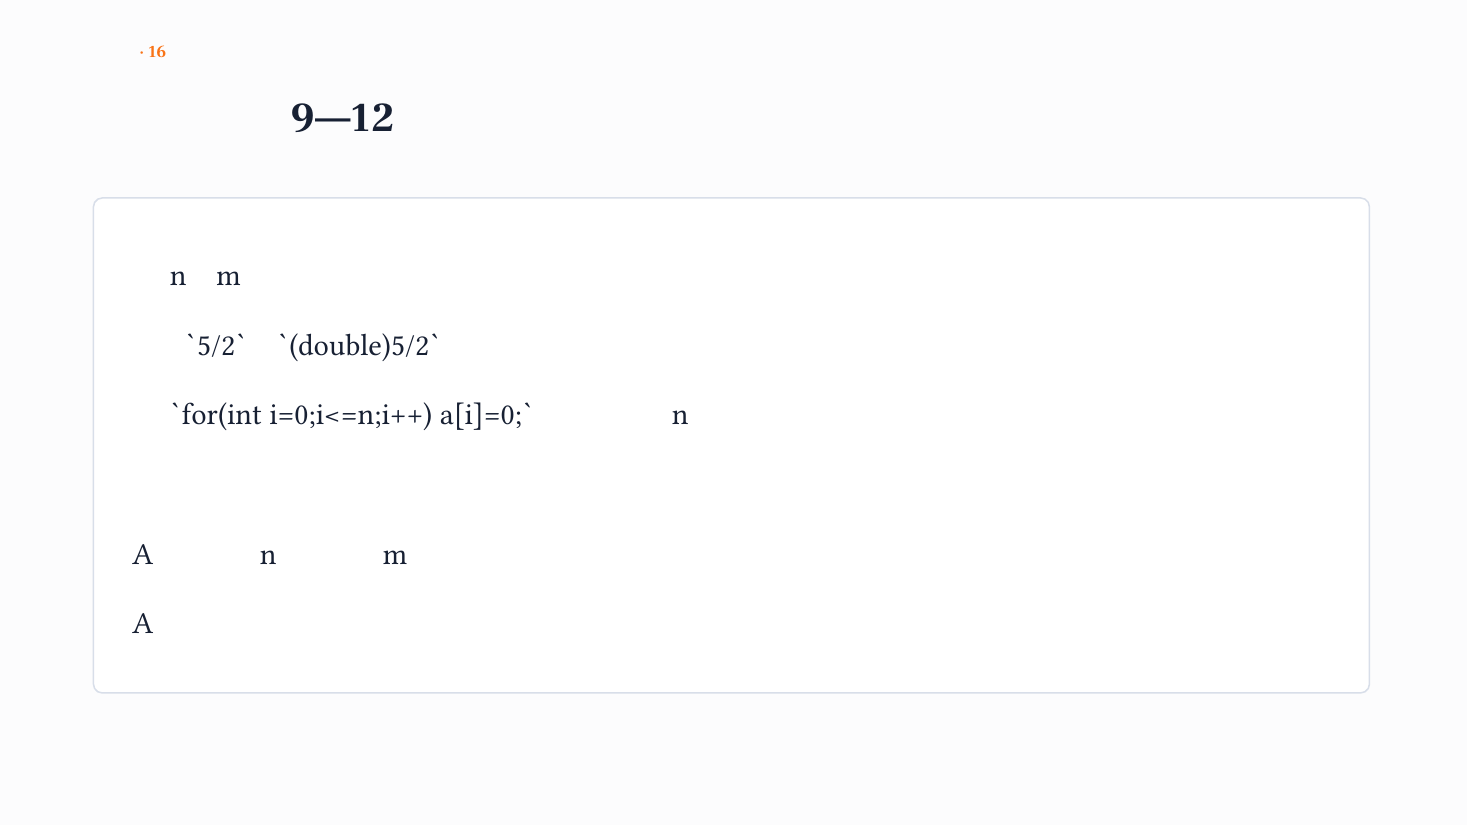 · 16
9—12
n m
`5/2` `(double)5/2`
`for(int i=0;i<=n;i++) a[i]=0;` n
A n m
A